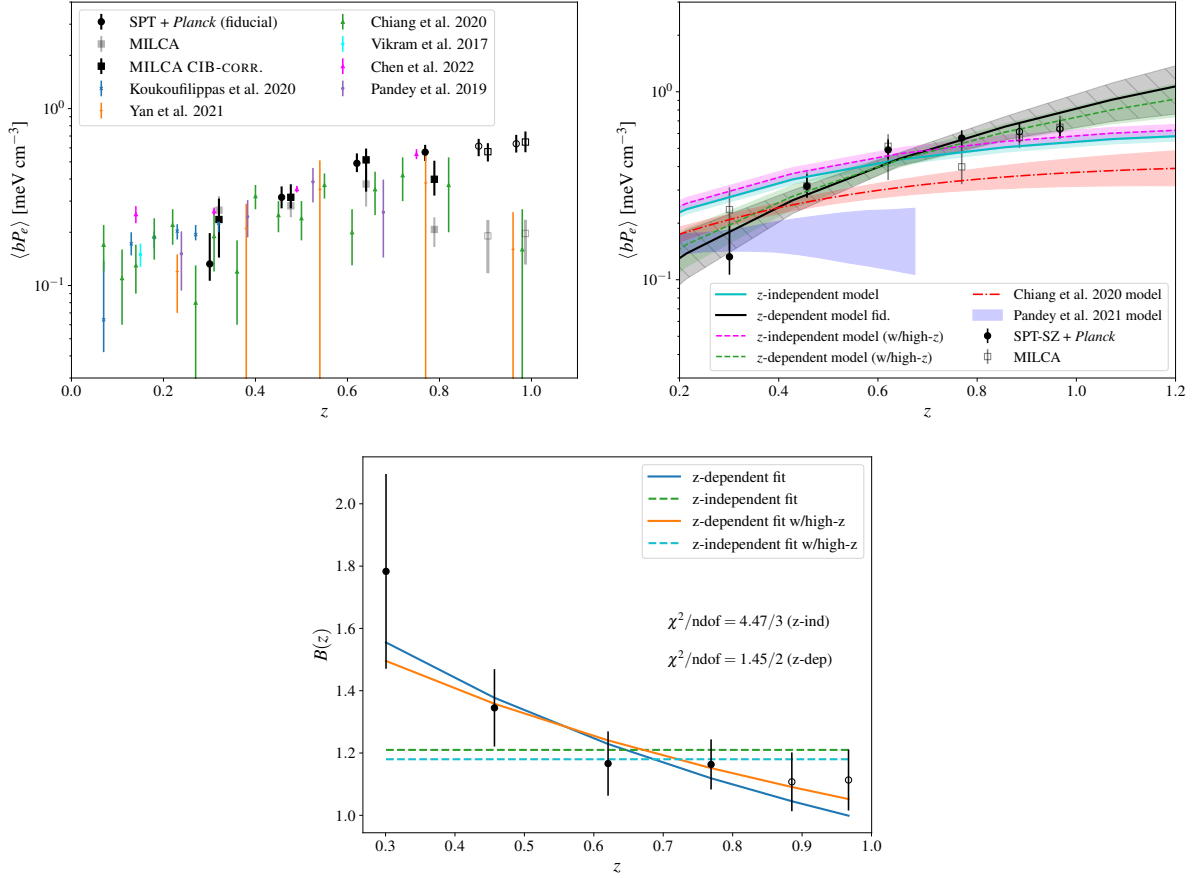 SPT + Planck (fiducial)
MILCA
MILCA CIB-CORR.
Koukoufilippas et al. 2020
Yan et al. 2021
Chiang et al. 2020
Vikram et al. 2017
Chen et al. 2022
Pandey et al. 2019
⟨bPₑ⟩ [meV cm⁻³]
10⁰
10⁻¹
0.0 0.2 0.4 0.6 0.8 1.0
z
⟨bPₑ⟩ [meV cm⁻³]
10⁰
10⁻¹
z-independent model
z-dependent model fid.
z-independent model (w/high-z)
z-dependent model (w/high-z)
Chiang et al. 2020 model
Pandey et al. 2021 model
SPT-SZ + Planck
MILCA
0.2 0.4 0.6 0.8 1.0 1.2
z
z-dependent fit
z-independent fit
z-dependent fit w/high-z
z-independent fit w/high-z
χ²/ndof = 4.47/3 (z-ind)
χ²/ndof = 1.45/2 (z-dep)
B(z)
2.0
1.8
1.6
1.4
1.2
1.0
0.3 0.4 0.5 0.6 0.7 0.8 0.9 1.0
z